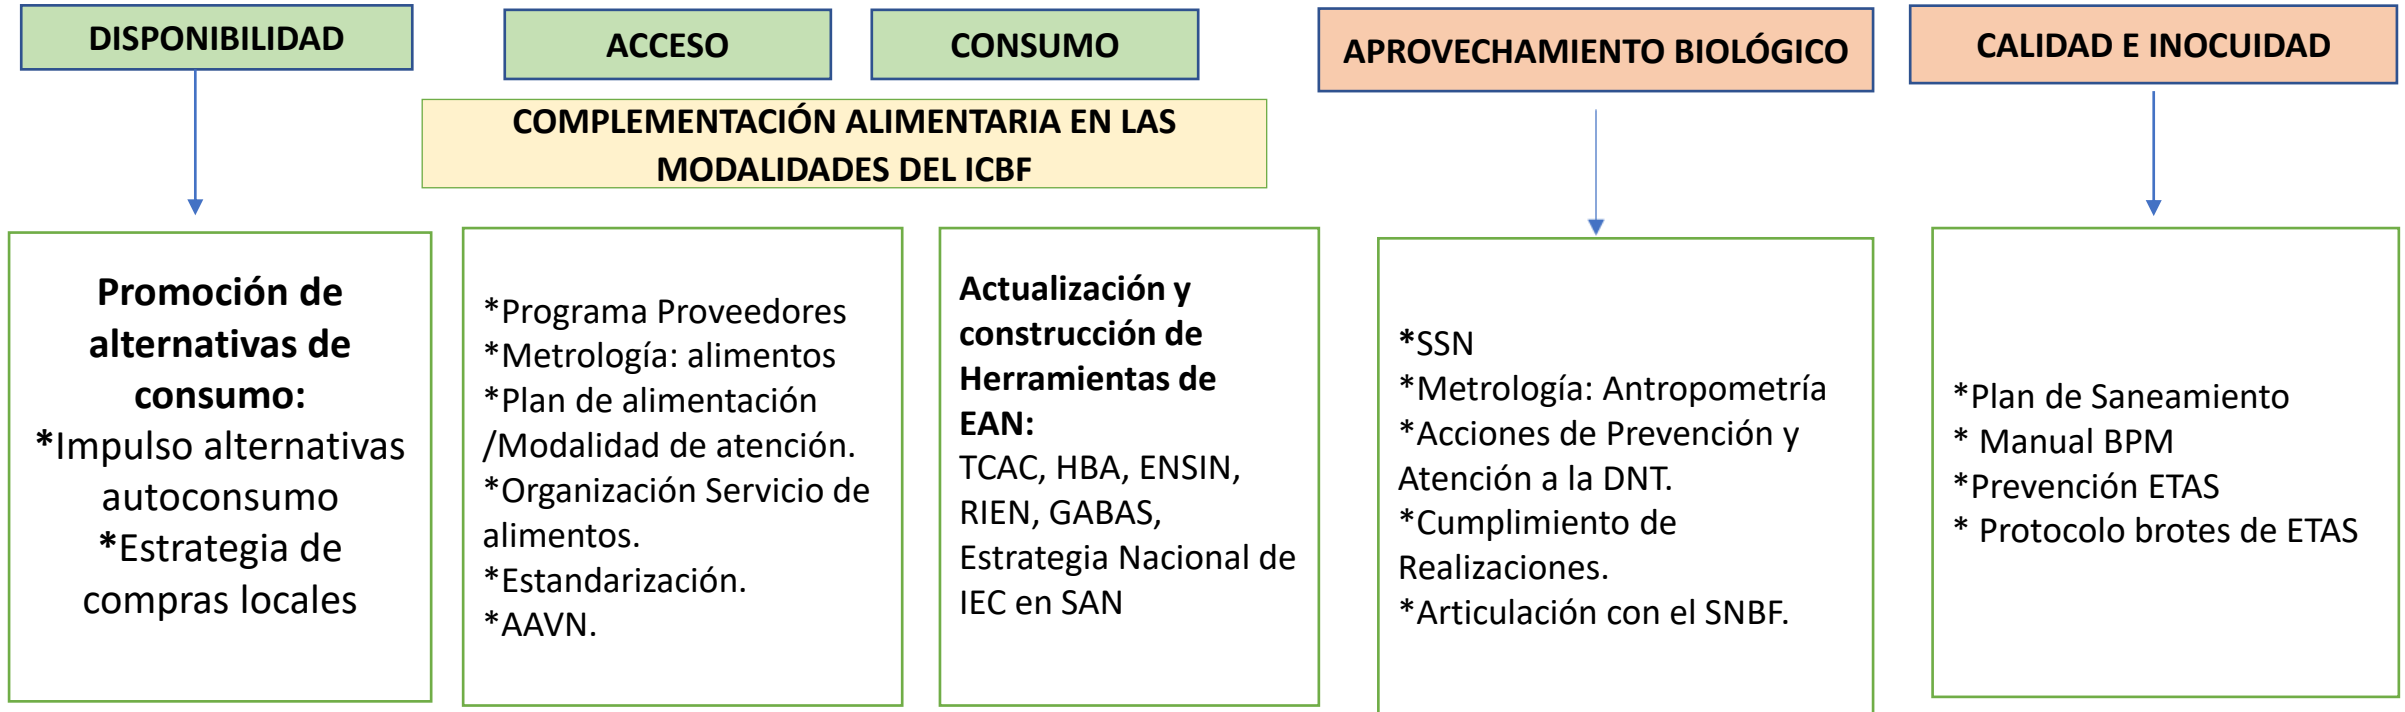 DISPONIBILIDAD
ACCESO
CONSUMO
APROVECHAMIENTO BIOLÓGICO
CALIDAD E INOCUIDAD
COMPLEMENTACIÓN ALIMENTARIA EN LAS
MODALIDADES DEL ICBF
Promoción de
alternativas de
consumo:
*Impulso alternativas
autoconsumo
*Estrategia de
compras locales
*Programa Proveedores
*Metrología: alimentos
*Plan de alimentación
/Modalidad de atención.
*Organización Servicio de
alimentos.
*Estandarización.
*AAVN.
Actualización y
construcción de
Herramientas de
EAN:
TCAC, HBA, ENSIN,
RIEN, GABAS,
Estrategia Nacional de
IEC en SAN
*SSN
*Metrología: Antropometría
*Acciones de Prevención y
Atención a la DNT.
*Cumplimiento de
Realizaciones.
*Articulación con el SNBF.
*Plan de Saneamiento
* Manual BPM
*Prevención ETAS
* Protocolo brotes de ETAS